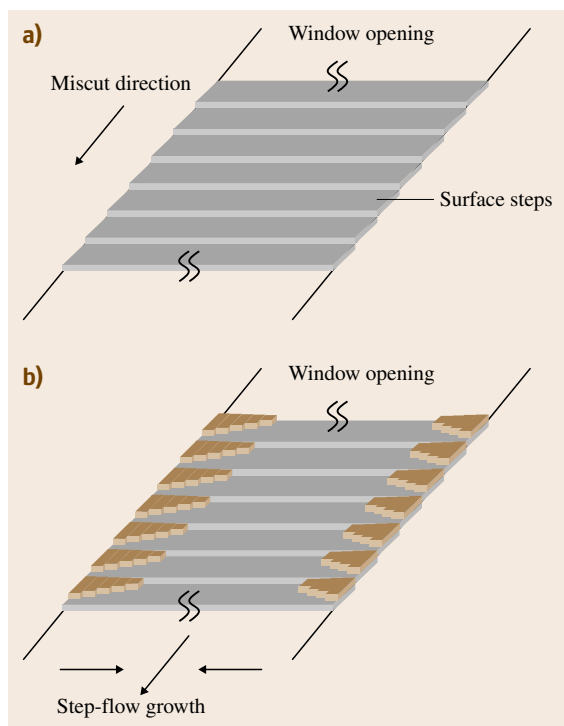 a)
Window opening
Miscut direction
Surface steps
b)
Window opening
Step-flow growth